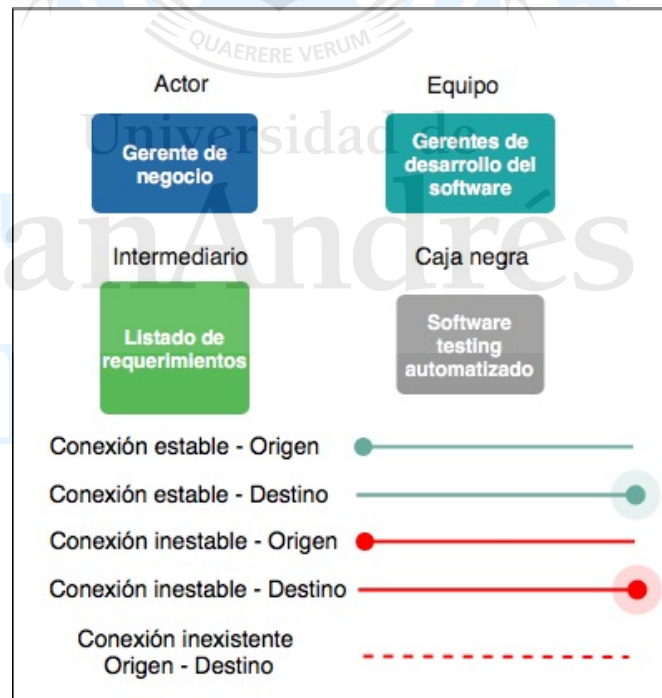 QUAERERE VERUM
Universidad de
SanAndrés
Actor
Equipo
Gerente de
negocio
Gerentes de
desarrollo del
software
Intermediario
Caja negra
Listado de
requerimientos
Software
testing
automatizado
Conexión estable - Origen
Conexión estable - Destino
Conexión inestable - Origen
Conexión inestable - Destino
Conexión inexistente
Origen - Destino